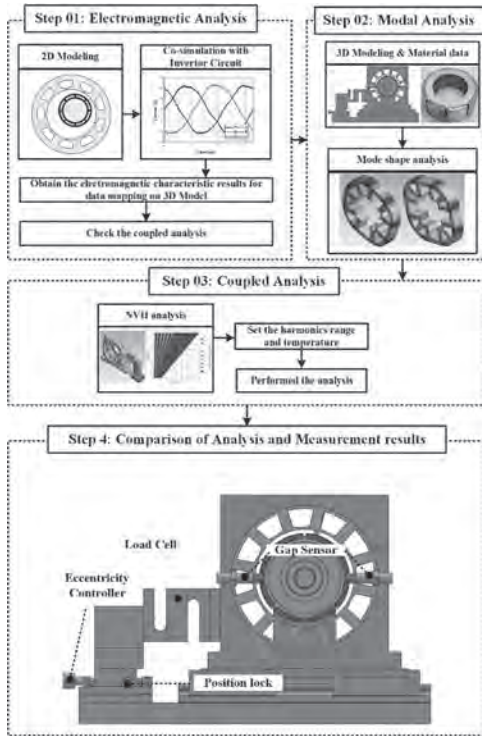 Step 01: Electromagnetic Analysis
2D Modeling
Co-simulation with
Invertor Circuit
Obtain the electromagnetic characteristic results for
data mapping on 3D Model
Check the coupled analysis
Step 02: Modal Analysis
3D Modeling & Material data
Mode shape analysis
Step 03: Coupled Analysis
NVH analysis
Set the harmonics range
and temperature
Performed the analysis
Step 4: Comparison of Analysis and Measurement results
Load Cell
Gap Sensor
Eccentricity
Controller
Position lock